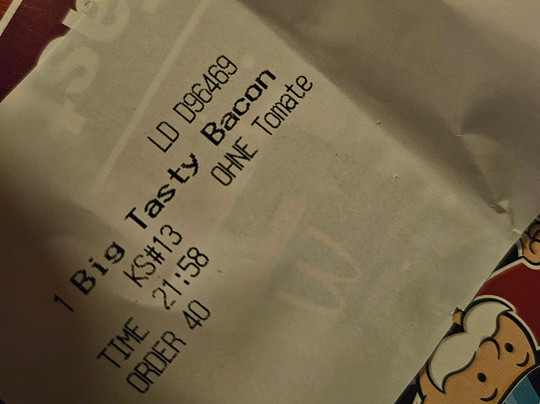 LD D96469
1 Big Tasty Bacon
OHNE Tomate
KS#13
TIME 21:58
ORDER 40